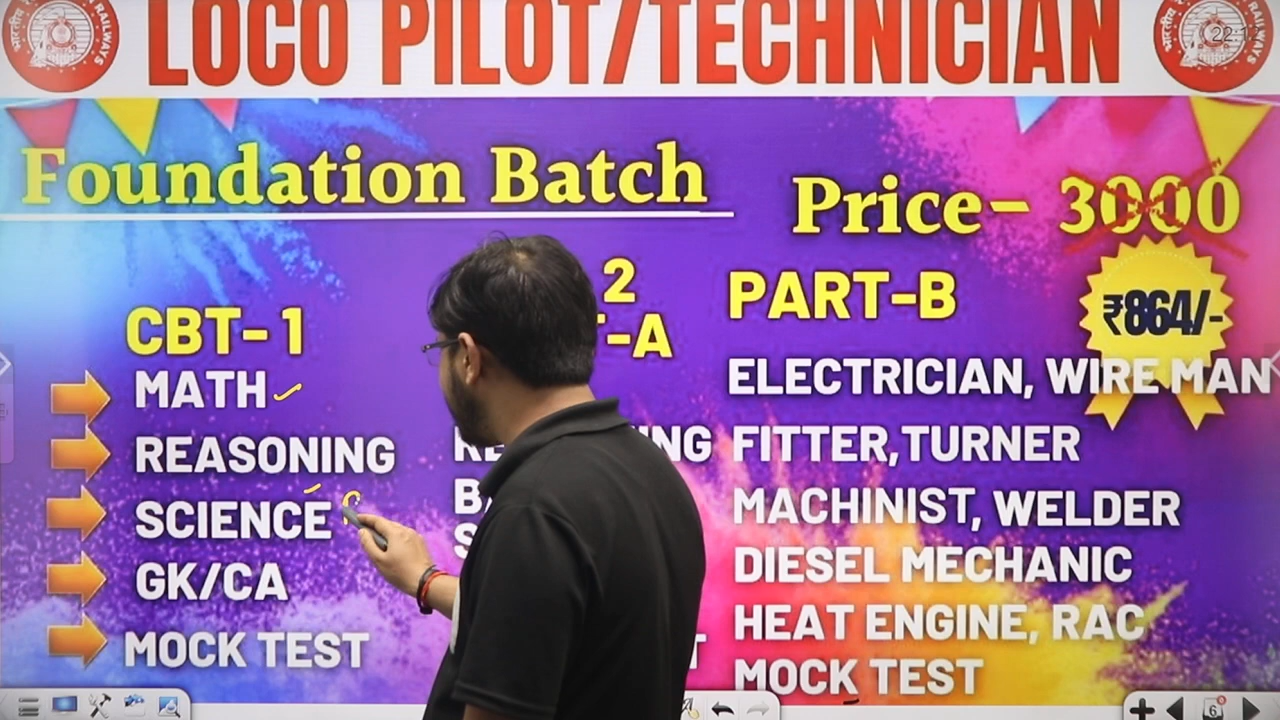 LOCO PILOT/TECHNICIAN
22:12
Foundation Batch
Price- 3000
₹864/-
CBT-1
MATH
REASONING
SCIENCE
GK/CA
MOCK TEST
2
-A
PART-B
ELECTRICIAN, WIRE MAN
FITTER,TURNER
MACHINIST, WELDER
DIESEL MECHANIC
HEAT ENGINE, RAC
MOCK TEST
6